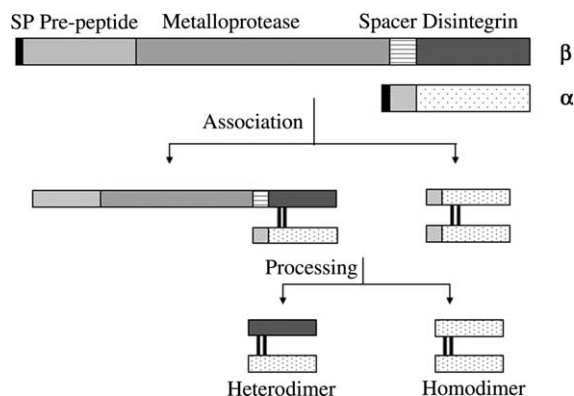 SP Pre-peptide Metalloprotease Spacer Disintegrin
β
α
Association
Processing
Heterodimer Homodimer